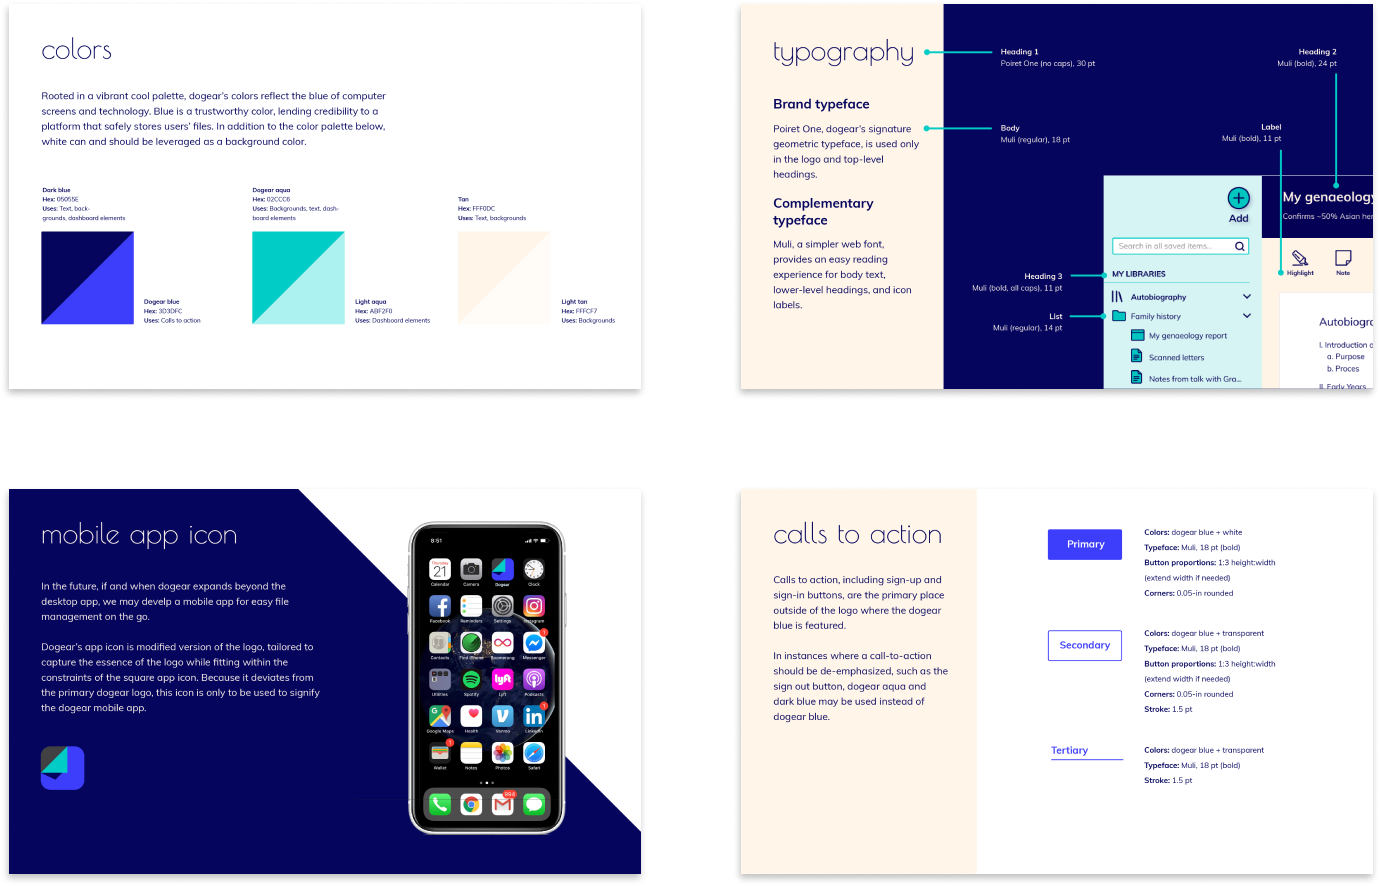 colors
Rooted in a vibrant cool palette, dogear's colors reflect the blue of computer
screens and technology. Blue is a trustworthy color, lending credibility to a
platform that safely stores users' files. In addition to the color palette below,
white can and should be leveraged as a background color.
Dark blue
Hex: 05055E
Uses: Text, back-
grounds, dashboard elements
Dogear blue
Hex: 3D3DFC
Uses: Calls to action
Dogear aqua
Hex: 02CCC6
Uses: Backgrounds, text, dash-
board elements
Light aqua
Hex: ABF2F0
Uses: Dashboard elements
Tan
Hex: FFF0DC
Uses: Text, backgrounds
Light tan
Hex: FFFCF7
Uses: Backgrounds
typography
Brand typeface
Poiret One, dogear's signature
geometric typeface, is used only
in the logo and top-level
headings.
Complementary
typeface
Muli, a simpler web font,
provides an easy reading
experience for body text,
lower-level headings, and icon
labels.
Heading 1
Poiret One (no caps), 30 pt
Heading 2
Muli (bold), 24 pt
Body
Muli (regular), 18 pt
Label
Muli (bold), 11 pt
Heading 3
Muli (bold, all caps), 11 pt
List
Muli (regular), 14 pt
Add
Search in all saved items...
MY LIBRARIES
Autobiography
Family history
My genaeology report
Scanned letters
Notes from talk with Gra...
My genaeology
Confirms ~50% Asian her
Highlight
Note
Autobiogr
I. Introduction o
a. Purpose
b. Proces
II. Early Years
mobile app icon
In the future, if and when dogear expands beyond the
desktop app, we may develp a mobile app for easy file
management on the go.
Dogear's app icon is modified version of the logo, tailored to
capture the essence of the logo while fitting within the
constraints of the square app icon. Because it deviates from
the primary dogear logo, this icon is only to be used to signify
the dogear mobile app.
8:51
Thursday
21
Calendar
Camera
Dogear
Clock
Facebook
Reminders
Settings
Instagram
1
Contacts
Find iPhone
Boomerang
Messenger
lyft
Utilities
Spotify
Lyft
Podcasts
1
Google Maps
Health
Venmo
LinkedIn
1
Wallet
Notes
Photos
Safari
994
calls to action
Calls to action, including sign-up and
sign-in buttons, are the primary place
outside of the logo where the dogear
blue is featured.
In instances where a call-to-action
should be de-emphasized, such as the
sign out button, dogear aqua and
dark blue may be used instead of
dogear blue.
Primary
Colors: dogear blue + white
Typeface: Muli, 18 pt (bold)
Button proportions: 1:3 height:width
(extend width if needed)
Corners: 0.05-in rounded
Secondary
Colors: dogear blue + transparent
Typeface: Muli, 18 pt (bold)
Button proportions: 1:3 height:width
(extend width if needed)
Corners: 0.05-in rounded
Stroke: 1.5 pt
Tertiary
Colors: dogear blue + transparent
Typeface: Muli, 18 pt (bold)
Stroke: 1.5 pt